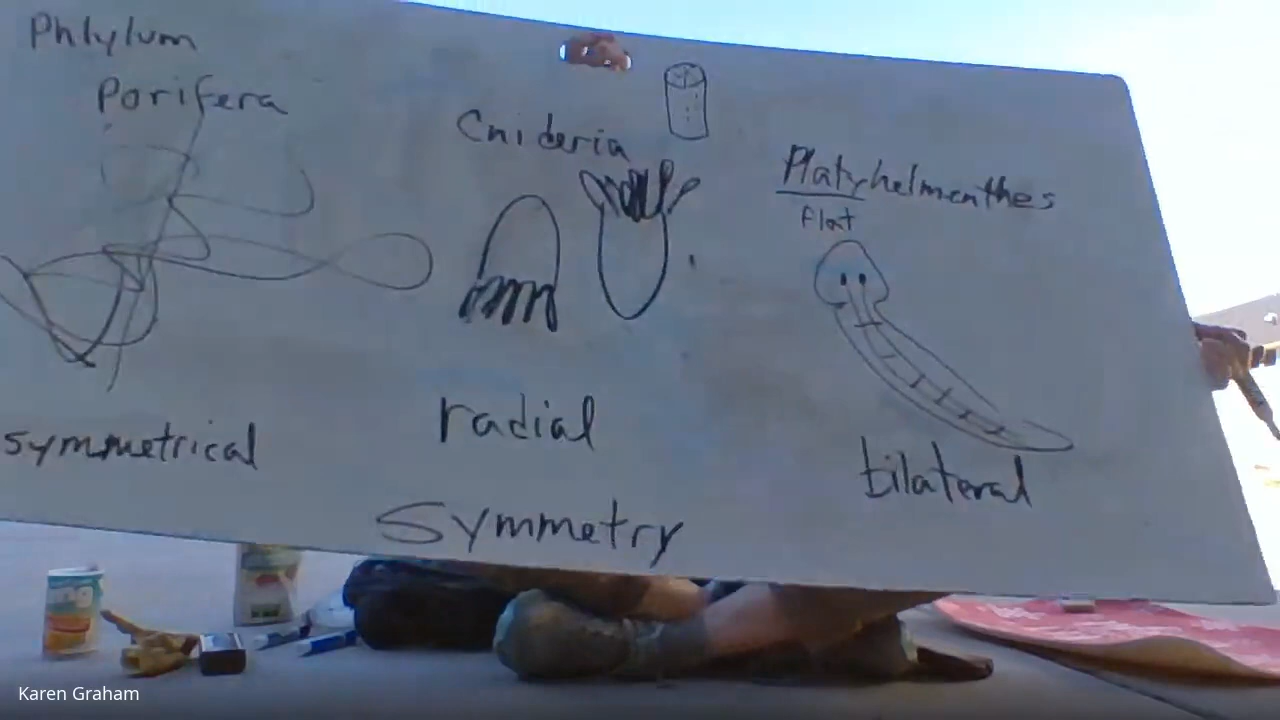 Phlylum
Porifera
Cnideria
Platyhelmenthes
flat
symmetrical
radial
bilateral
Symmetry
Karen Graham